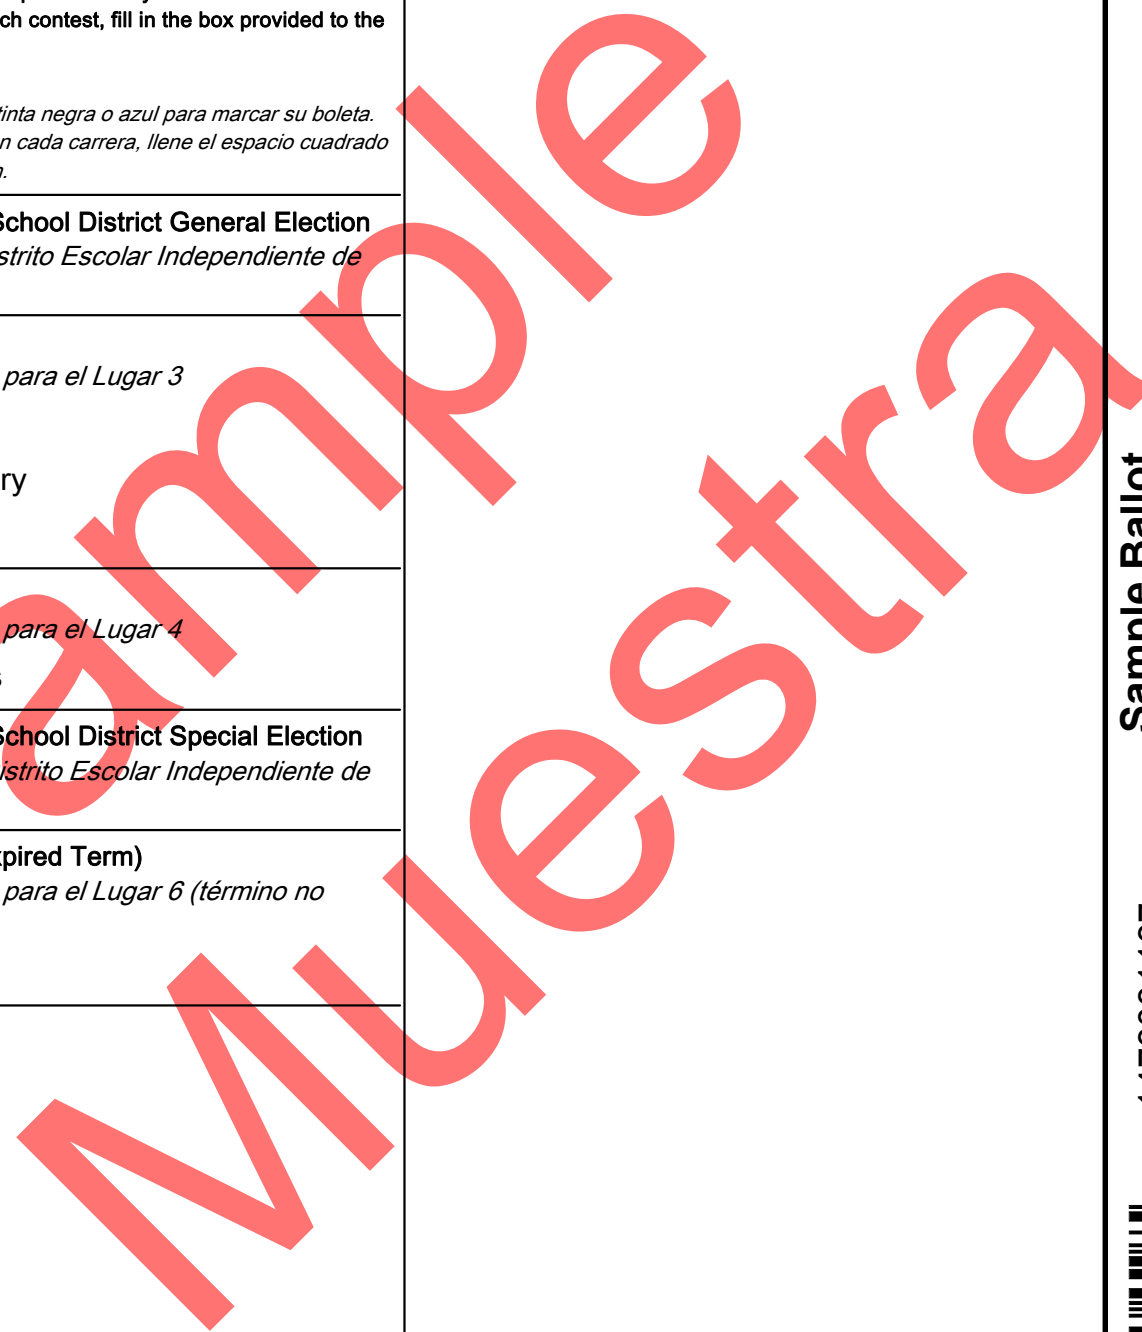 ch contest, fill in the box provided to the
tinta negra o azul para marcar su boleta.
n cada carrera, llene el espacio cuadrado
School District General Election
strito Escolar Independiente de
para el Lugar 3
ry
para el Lugar 4
s
School District Special Election
istrito Escolar Independiente de
xpired Term)
para el Lugar 6 (término no
ample
Muestra
Sample Ballot